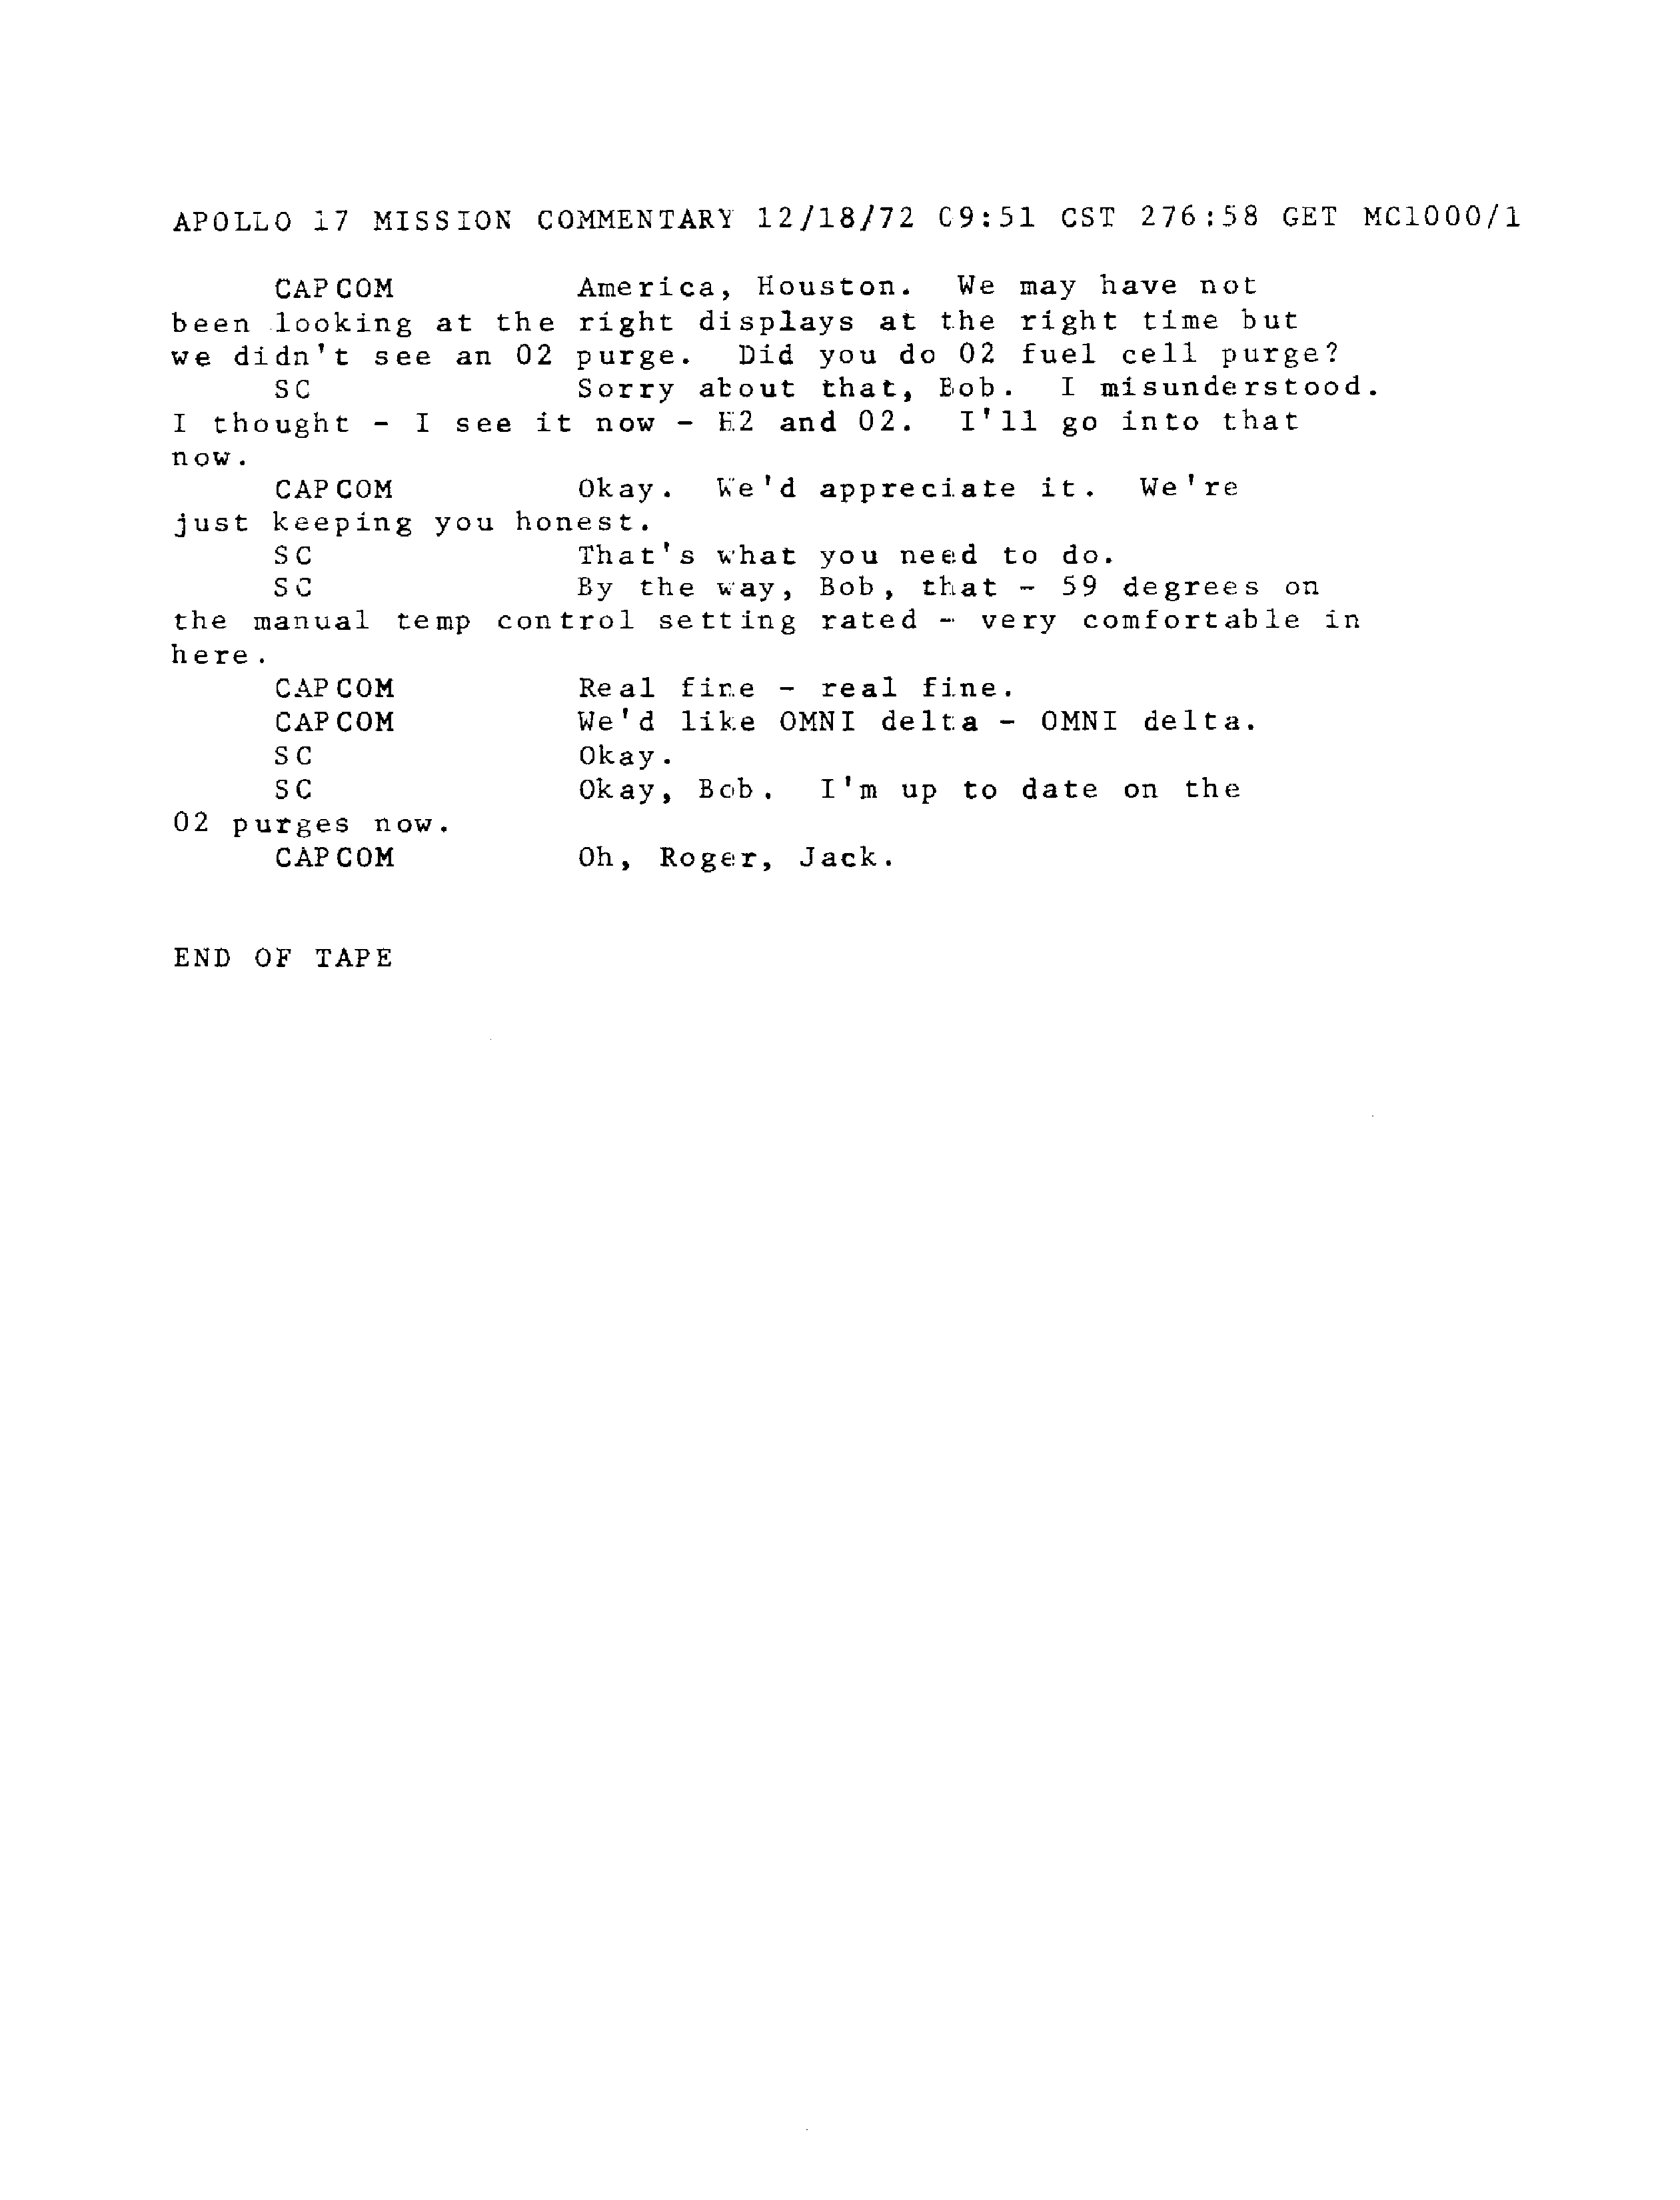 APOLLO 17 MISSION COMMENTARY 12/18/72 09:51 CST 276:58 GET MC1000/1
CAPCOM America, Houston. We may have not
been looking at the right displays at the right time but
we didn't see an O2 purge. Did you do O2 fuel cell purge?
SC Sorry about that, Bob. I misunderstood.
I thought - I see it now - H2 and O2. I'll go into that
now.
CAPCOM Okay. We'd appreciate it. We're
just keeping you honest.
SC That's what you need to do.
SC By the way, Bob, that - 59 degrees on
the manual temp control setting rated - very comfortable in
here.
CAPCOM Real fine - real fine.
CAPCOM We'd like OMNI delta - OMNI delta.
SC Okay.
SC Okay, Bob. I'm up to date on the
O2 purges now.
CAPCOM Oh, Roger, Jack.
END OF TAPE